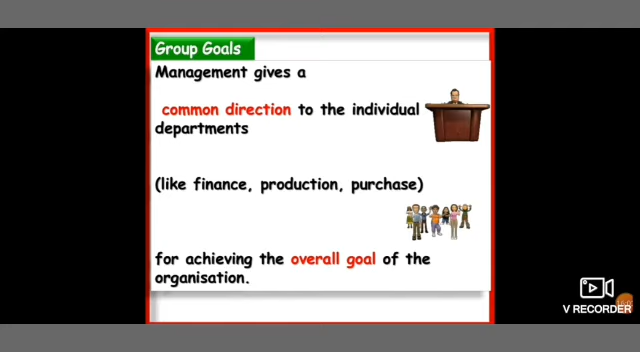 Group Goals
Management gives a
common direction to the individual
departments
(like finance, production, purchase)
for achieving the overall goal of the
organisation.
V RECORDER